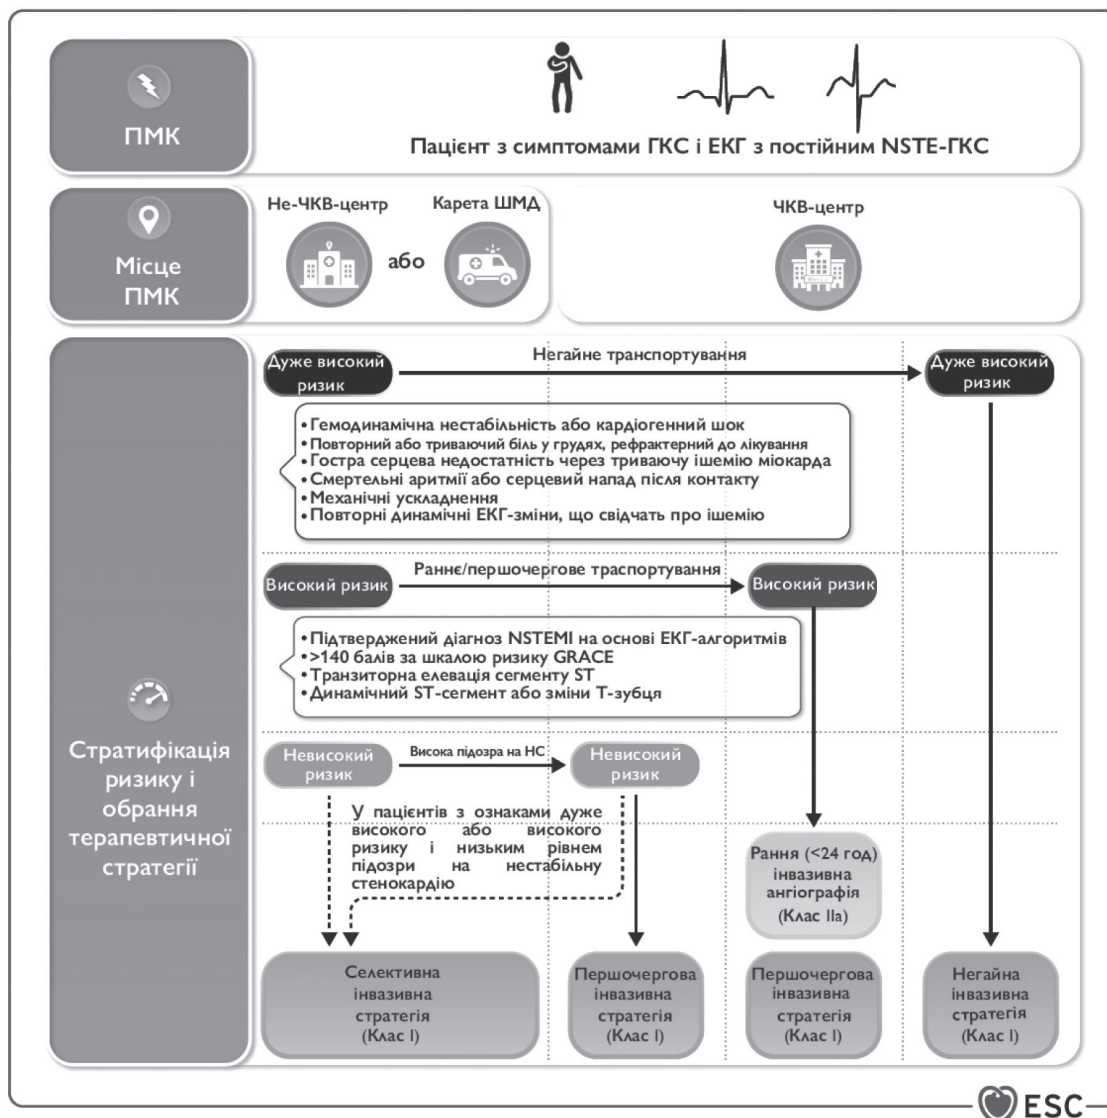 ПМК
Пацієнт з симптомами ГКС і ЕКГ з постійним NSTE-ГКС
Місце
ПМК
Не-ЧКВ-центр
або
Карета ШМД
ЧКВ-центр
Стратифікація
ризику і
обрання
терапевтичної
стратегії
Дуже високий
ризик
Негайне транспортування
Дуже високий
ризик
• Гемодинамічна нестабільність або кардіогенний шок
• Повторний або триваючий біль у грудях, рефрактерний до лікування
• Гостра серцева недостатність через триваючу ішемію міокарда
• Смертельні аритмії або серцевий напад після контакту
• Механічні ускладнення
• Повторні динамічні ЕКГ-зміни, що свідчать про ішемію
Високий ризик
Раннє/першочергове траспортування
Високий ризик
• Підтверджений діагноз NSTEMI на основі ЕКГ-алгоритмів
• >140 балів за шкалою ризику GRACE
• Транзиторна елевація сегменту ST
• Динамічний ST-сегмент або зміни Т-зубця
Невисокий
ризик
Висока підозра на НС
Невисокий
ризик
У пацієнтів з ознаками дуже
високого або високого
ризику і низьким рівнем
підозри на нестабільну
стенокардію
Рання (<24 год)
інвазивна
ангіографія
(Клас IIa)
Селективна
інвазивна
стратегія
(Клас I)
Першочергова
інвазивна
стратегія
(Клас I)
Першочергова
інвазивна
стратегія
(Клас I)
Негайна
інвазивна
стратегія
(Клас I)
ESC